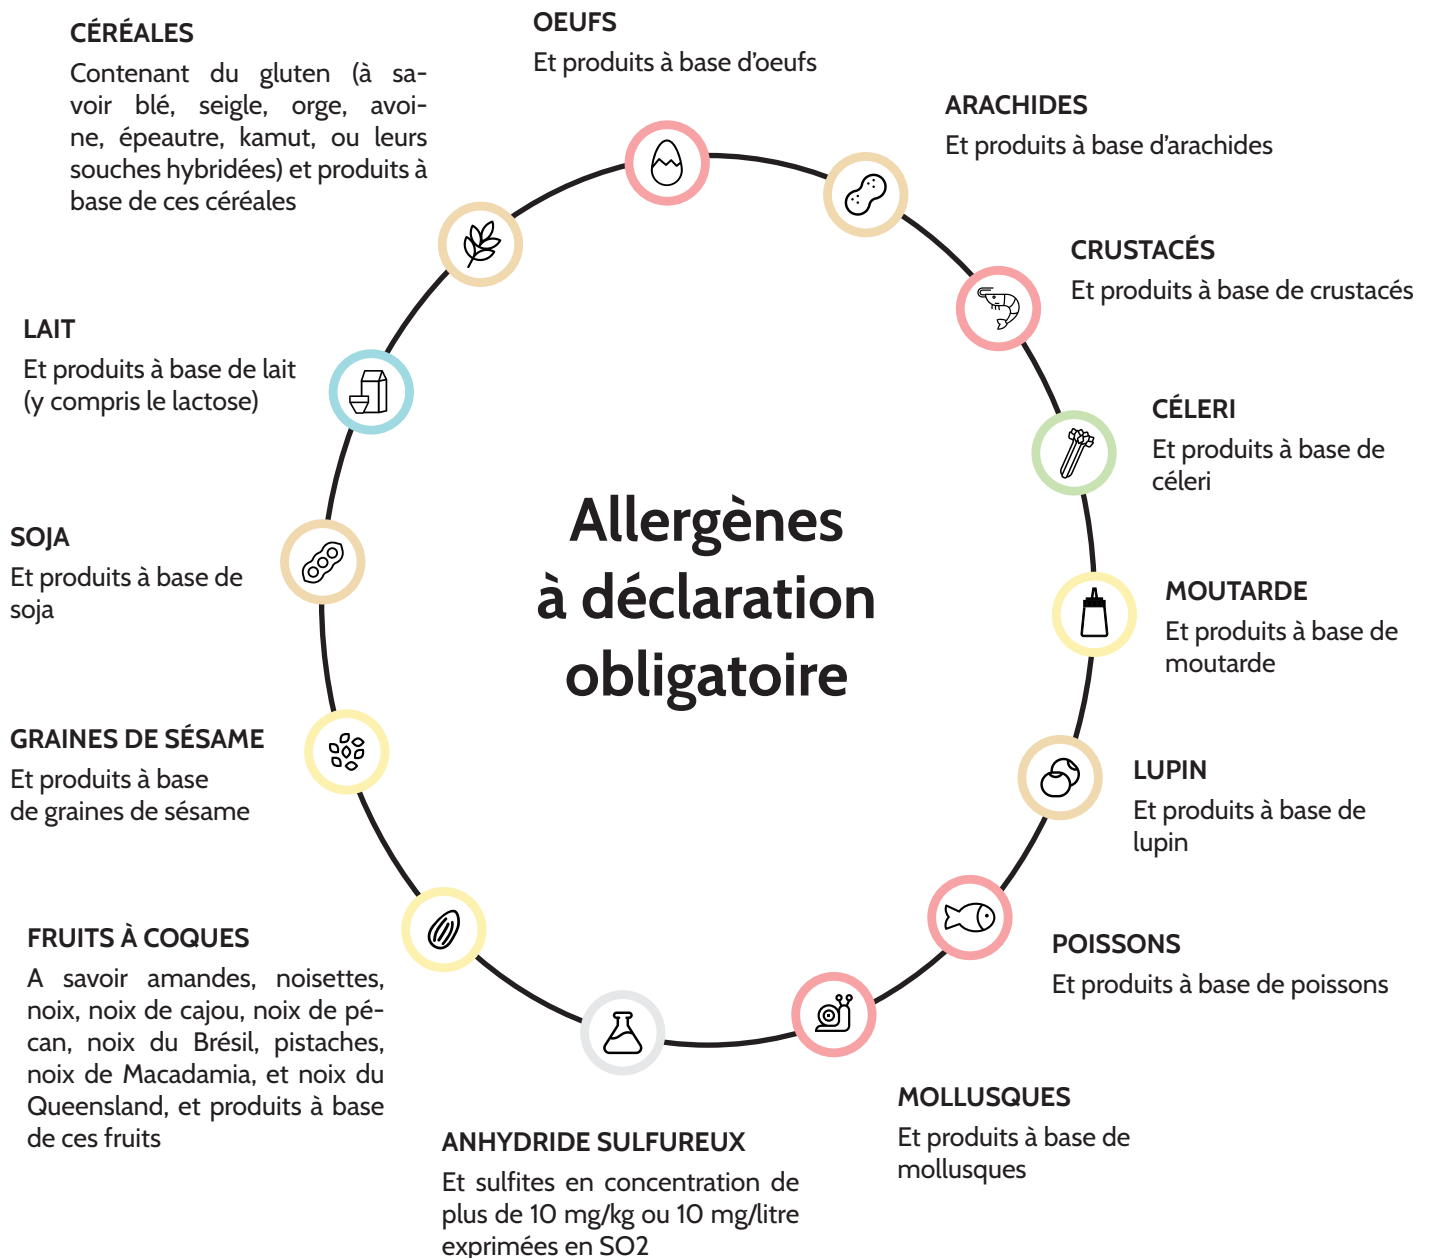 CÉRÉALES
Contenant du gluten (à sa-
voir blé, seigle, orge, avoi-
ne, épeautre, kamut, ou leurs
souches hybridées) et produits à
base de ces céréales
OEUFS
Et produits à base d'oeufs
ARACHIDES
Et produits à base d'arachides
CRUSTACÉS
Et produits à base de crustacés
CÉLERI
Et produits à base de
céleri
MOUTARDE
Et produits à base de
moutarde
LUPIN
Et produits à base de
lupin
POISSONS
Et produits à base de poissons
MOLLUSQUES
Et produits à base de
mollusques
ANHYDRIDE SULFUREUX
Et sulfites en concentration de
plus de 10 mg/kg ou 10 mg/litre
exprimées en SO2
FRUITS À COQUES
A savoir amandes, noisettes,
noix, noix de cajou, noix de pé-
can, noix du Brésil, pistaches,
noix de Macadamia, et noix du
Queensland, et produits à base
de ces fruits
GRAINES DE SÉSAME
Et produits à base
de graines de sésame
SOJA
Et produits à base de
soja
LAIT
Et produits à base de lait
(y compris le lactose)
Allergènes
à déclaration
obligatoire